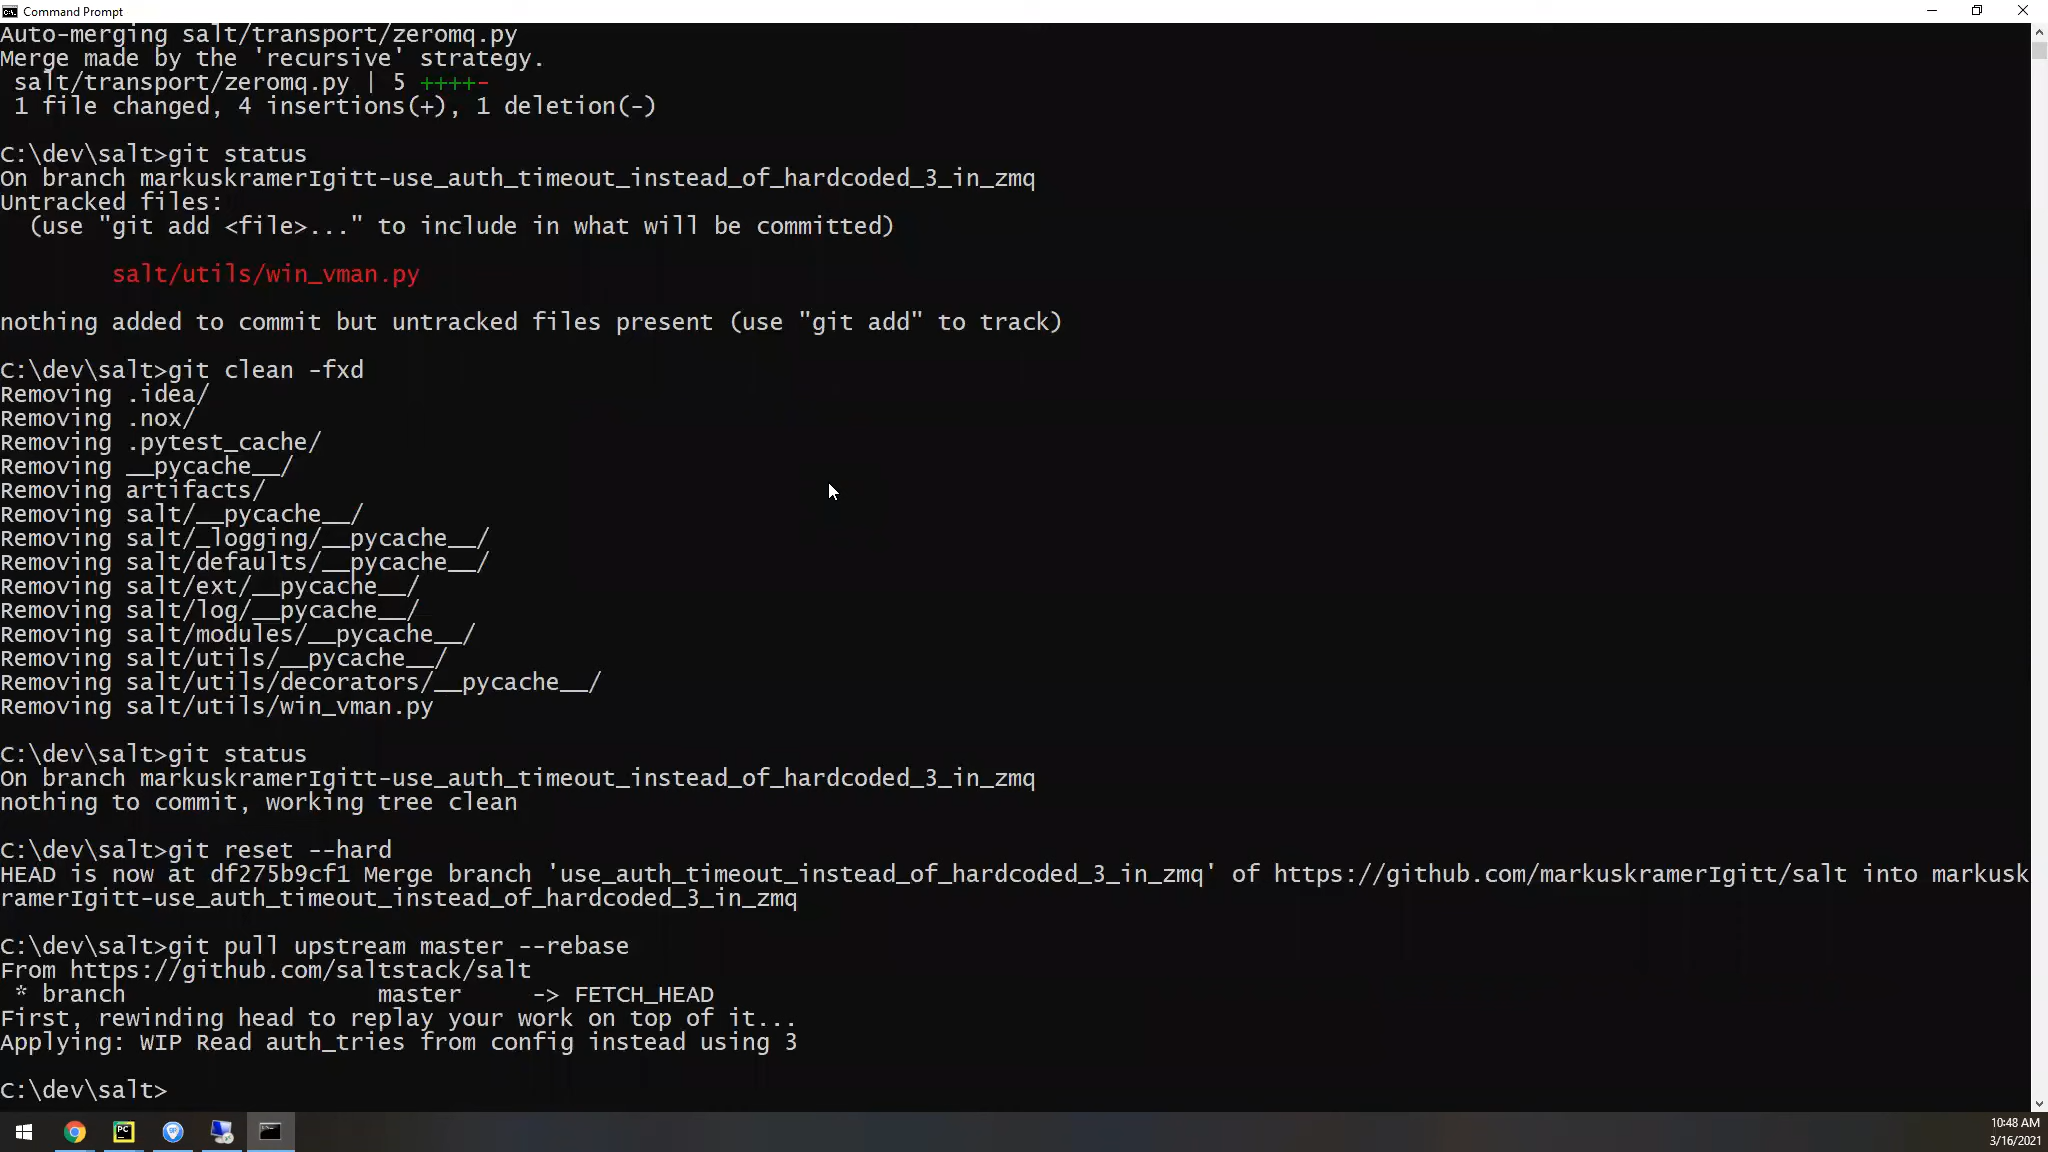 Command Prompt
Auto-merging salt/transport/zeromq.py
Merge made by the 'recursive' strategy.
 salt/transport/zeromq.py | 5 ++++-
 1 file changed, 4 insertions(+), 1 deletion(-)
C:\dev\salt>git status
On branch markuskramerIgitt-use_auth_timeout_instead_of_hardcoded_3_in_zmq
Untracked files:
  (use "git add <file>..." to include in what will be committed)
        salt/utils/win_vman.py
nothing added to commit but untracked files present (use "git add" to track)
C:\dev\salt>git clean -fxd
Removing .idea/
Removing .nox/
Removing .pytest_cache/
Removing __pycache__/
Removing artifacts/
Removing salt/__pycache__/
Removing salt/_logging/__pycache__/
Removing salt/defaults/__pycache__/
Removing salt/ext/__pycache__/
Removing salt/log/__pycache__/
Removing salt/modules/__pycache__/
Removing salt/utils/__pycache__/
Removing salt/utils/decorators/__pycache__/
Removing salt/utils/win_vman.py
C:\dev\salt>git status
On branch markuskramerIgitt-use_auth_timeout_instead_of_hardcoded_3_in_zmq
nothing to commit, working tree clean
C:\dev\salt>git reset --hard
HEAD is now at df275b9cf1 Merge branch 'use_auth_timeout_instead_of_hardcoded_3_in_zmq' of https://github.com/markuskramerIgitt/salt into markusk
ramerIgitt-use_auth_timeout_instead_of_hardcoded_3_in_zmq
C:\dev\salt>git pull upstream master --rebase
From https://github.com/saltstack/salt
 * branch                  master     -> FETCH_HEAD
First, rewinding head to replay your work on top of it...
Applying: WIP Read auth_tries from config instead using 3
C:\dev\salt>
10:48 AM
3/16/2021